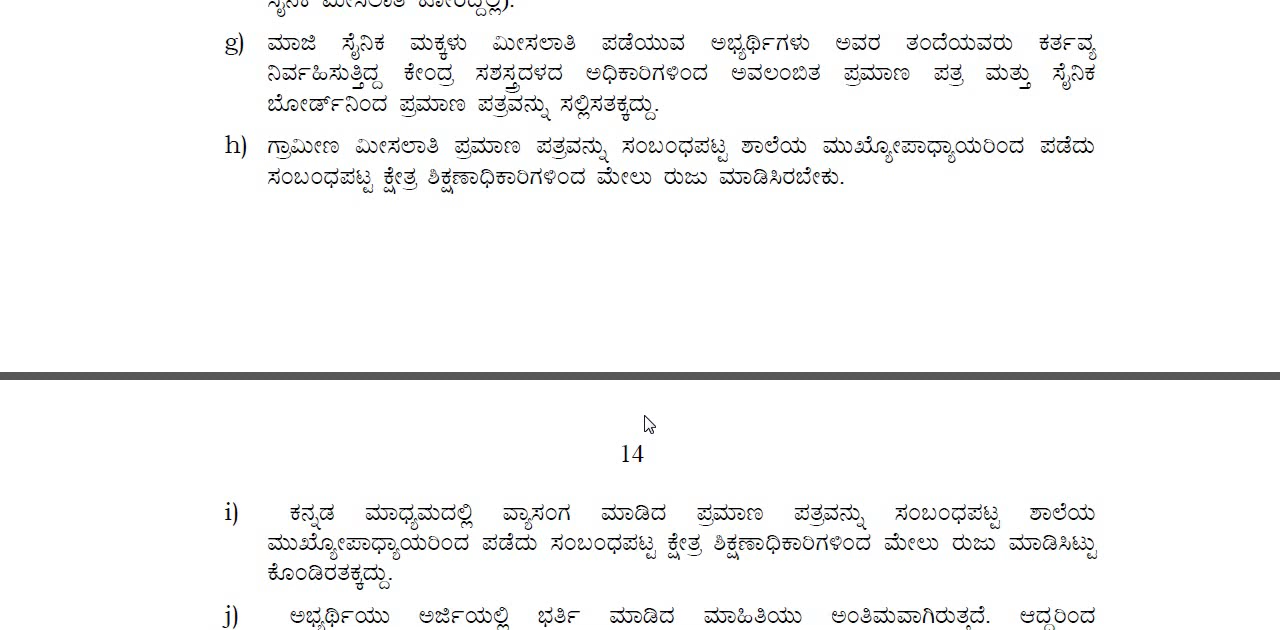 ಸೈನಿಕ ಮೀಸಲಾತಿ ಕೋರಿದ್ದಲ್ಲಿ).
g) ಮಾಜಿ ಸೈನಿಕ ಮಕ್ಕಳು ಮೀಸಲಾತಿ ಪಡೆಯುವ ಅಭ್ಯರ್ಥಿಗಳು ಅವರ ತಂದೆಯವರು ಕರ್ತವ್ಯ
ನಿರ್ವಹಿಸುತ್ತಿದ್ದ ಕೇಂದ್ರ ಸಶಸ್ತ್ರದಳದ ಅಧಿಕಾರಿಗಳಿಂದ ಅವಲಂಬಿತ ಪ್ರಮಾಣ ಪತ್ರ ಮತ್ತು ಸೈನಿಕ
ಬೋರ್ಡ್‌ನಿಂದ ಪ್ರಮಾಣ ಪತ್ರವನ್ನು ಸಲ್ಲಿಸತಕ್ಕದ್ದು.
h) ಗ್ರಾಮೀಣ ಮೀಸಲಾತಿ ಪ್ರಮಾಣ ಪತ್ರವನ್ನು ಸಂಬಂಧಪಟ್ಟ ಶಾಲೆಯ ಮುಖ್ಯೋಪಾಧ್ಯಾಯರಿಂದ ಪಡೆದು
ಸಂಬಂಧಪಟ್ಟ ಕ್ಷೇತ್ರ ಶಿಕ್ಷಣಾಧಿಕಾರಿಗಳಿಂದ ಮೇಲು ರುಜು ಮಾಡಿಸಿರಬೇಕು.
14
i) ಕನ್ನಡ ಮಾಧ್ಯಮದಲ್ಲಿ ವ್ಯಾಸಂಗ ಮಾಡಿದ ಪ್ರಮಾಣ ಪತ್ರವನ್ನು ಸಂಬಂಧಪಟ್ಟ ಶಾಲೆಯ
ಮುಖ್ಯೋಪಾಧ್ಯಾಯರಿಂದ ಪಡೆದು ಸಂಬಂಧಪಟ್ಟ ಕ್ಷೇತ್ರ ಶಿಕ್ಷಣಾಧಿಕಾರಿಗಳಿಂದ ಮೇಲು ರುಜು ಮಾಡಿಸಿಟ್ಟು
ಕೊಂಡಿರತಕ್ಕದ್ದು.
j) ಅಭ್ಯರ್ಥಿಯು ಅರ್ಜಿಯಲ್ಲಿ ಭರ್ತಿ ಮಾಡಿದ ಮಾಹಿತಿಯು ಅಂತಿಮವಾಗಿರುತ್ತದೆ. ಆದ್ದರಿಂದ